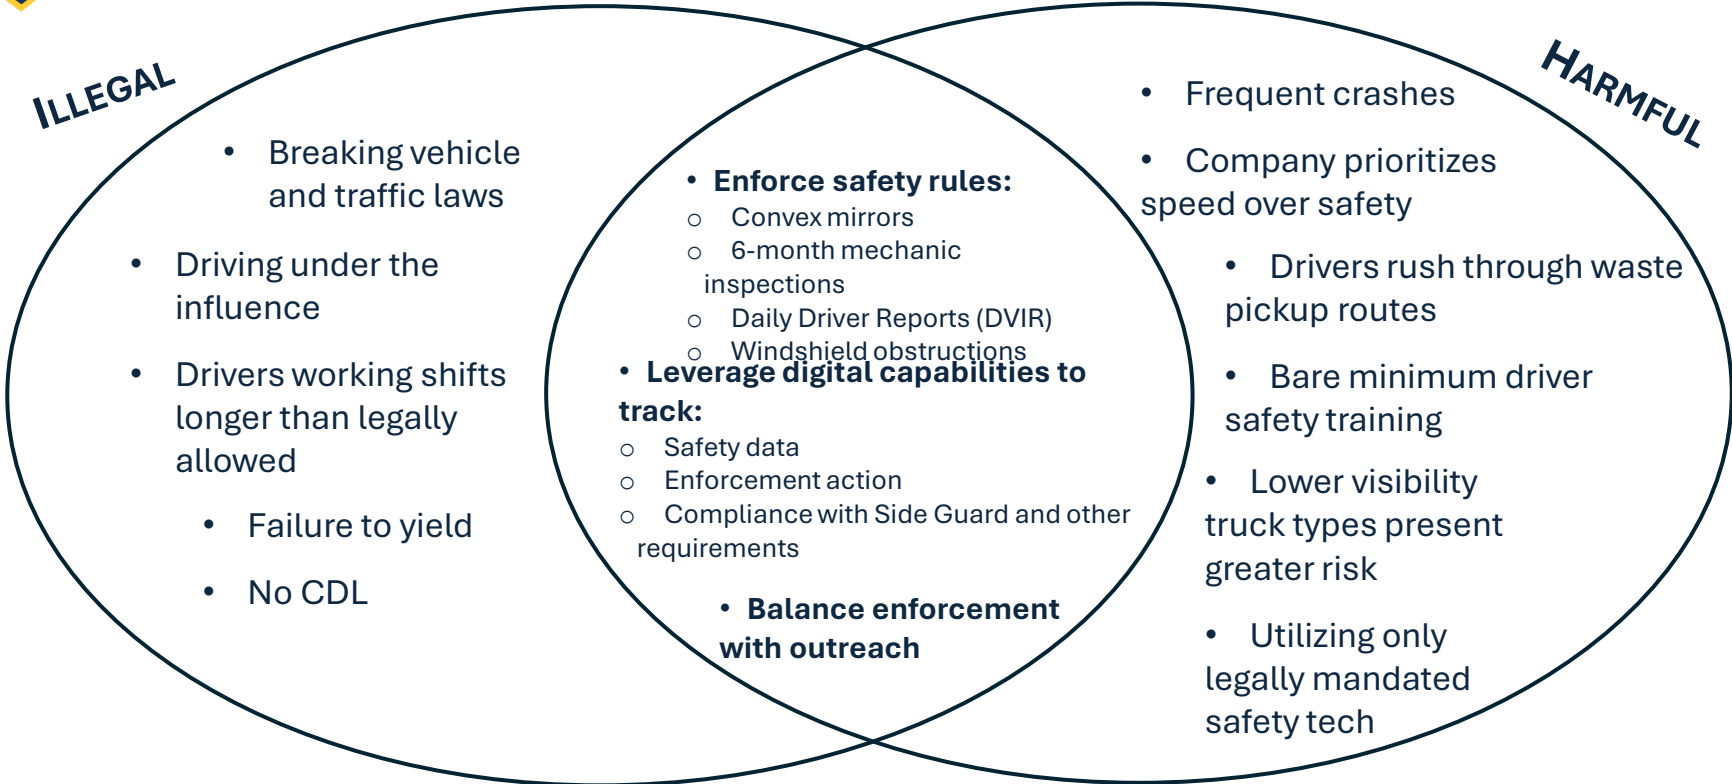 ILLEGAL
• Breaking vehicle
and traffic laws
• Driving under the
influence
• Drivers working shifts
longer than legally
allowed
• Failure to yield
• No CDL
• Enforce safety rules:
o Convex mirrors
o 6-month mechanic
inspections
o Daily Driver Reports (DVIR)
o Windshield obstructions
• Leverage digital capabilities to
track:
o Safety data
o Enforcement action
o Compliance with Side Guard and other
requirements
• Balance enforcement
with outreach
HARMFUL
• Frequent crashes
• Company prioritizes
speed over safety
• Drivers rush through waste
pickup routes
• Bare minimum driver
safety training
• Lower visibility
truck types present
greater risk
• Utilizing only
legally mandated
safety tech